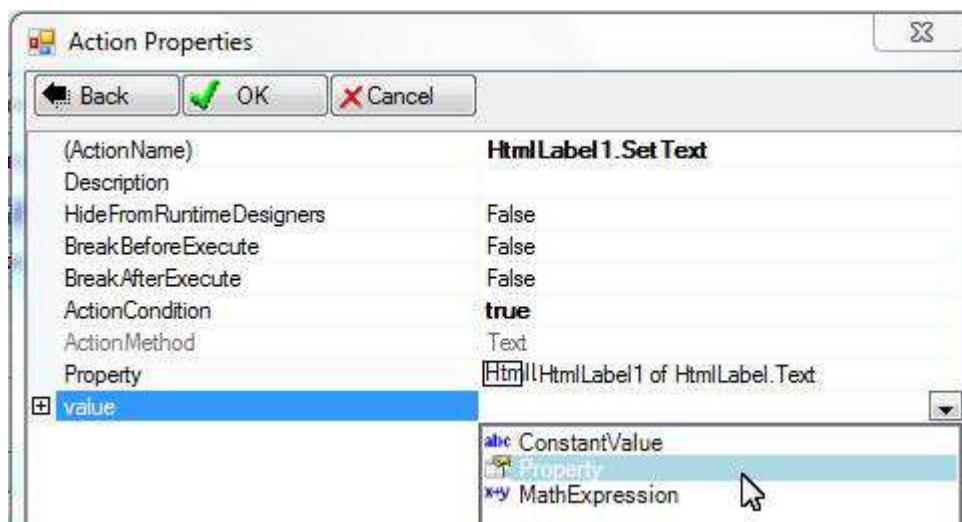 Action Properties
Back OK Cancel
(ActionName) HtmlLabel1.SetText
Description
HideFromRuntimeDesigners False
BreakBeforeExecute False
BreakAfterExecute False
ActionCondition true
ActionMethod Text
Property HtmlLabel1 of HtmlLabel.Text
value
abc ConstantValue
Property
x+y MathExpression